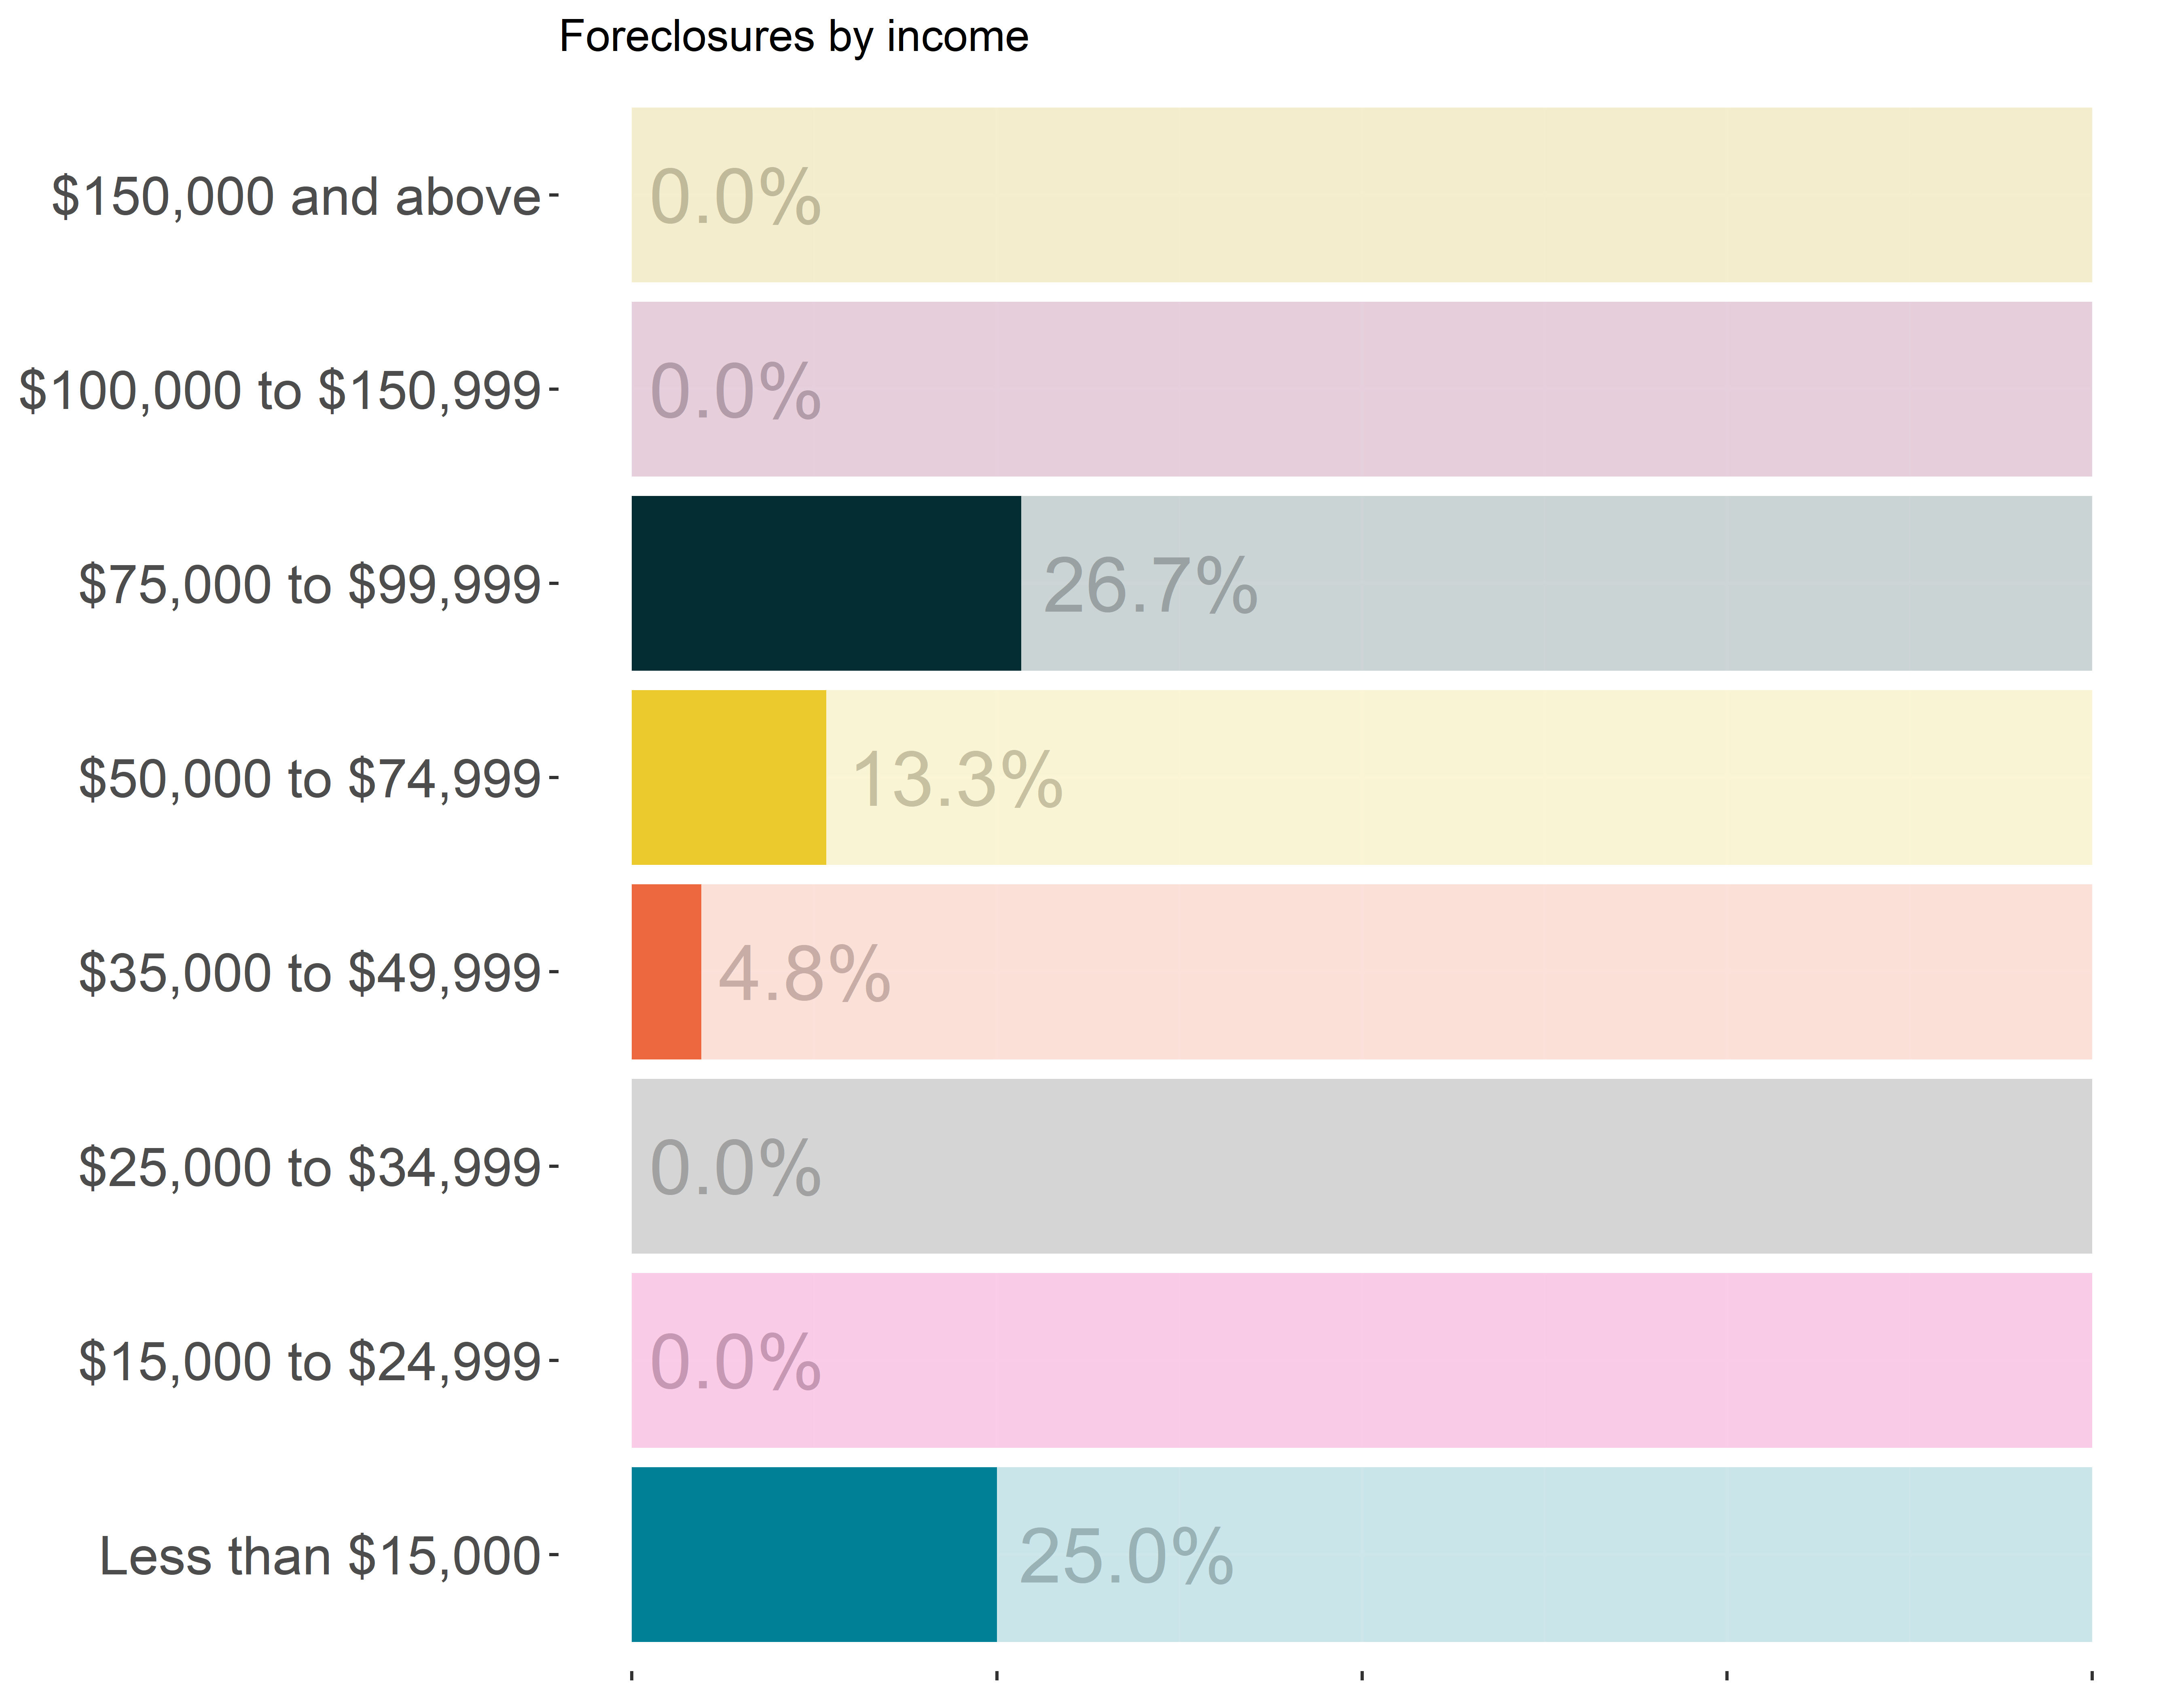 Foreclosures by income
$150,000 and above
0.0%
$100,000 to $150,999
0.0%
$75,000 to $99,999
26.7%
$50,000 to $74,999
13.3%
$35,000 to $49,999
4.8%
$25,000 to $34,999
0.0%
$15,000 to $24,999
0.0%
Less than $15,000
25.0%